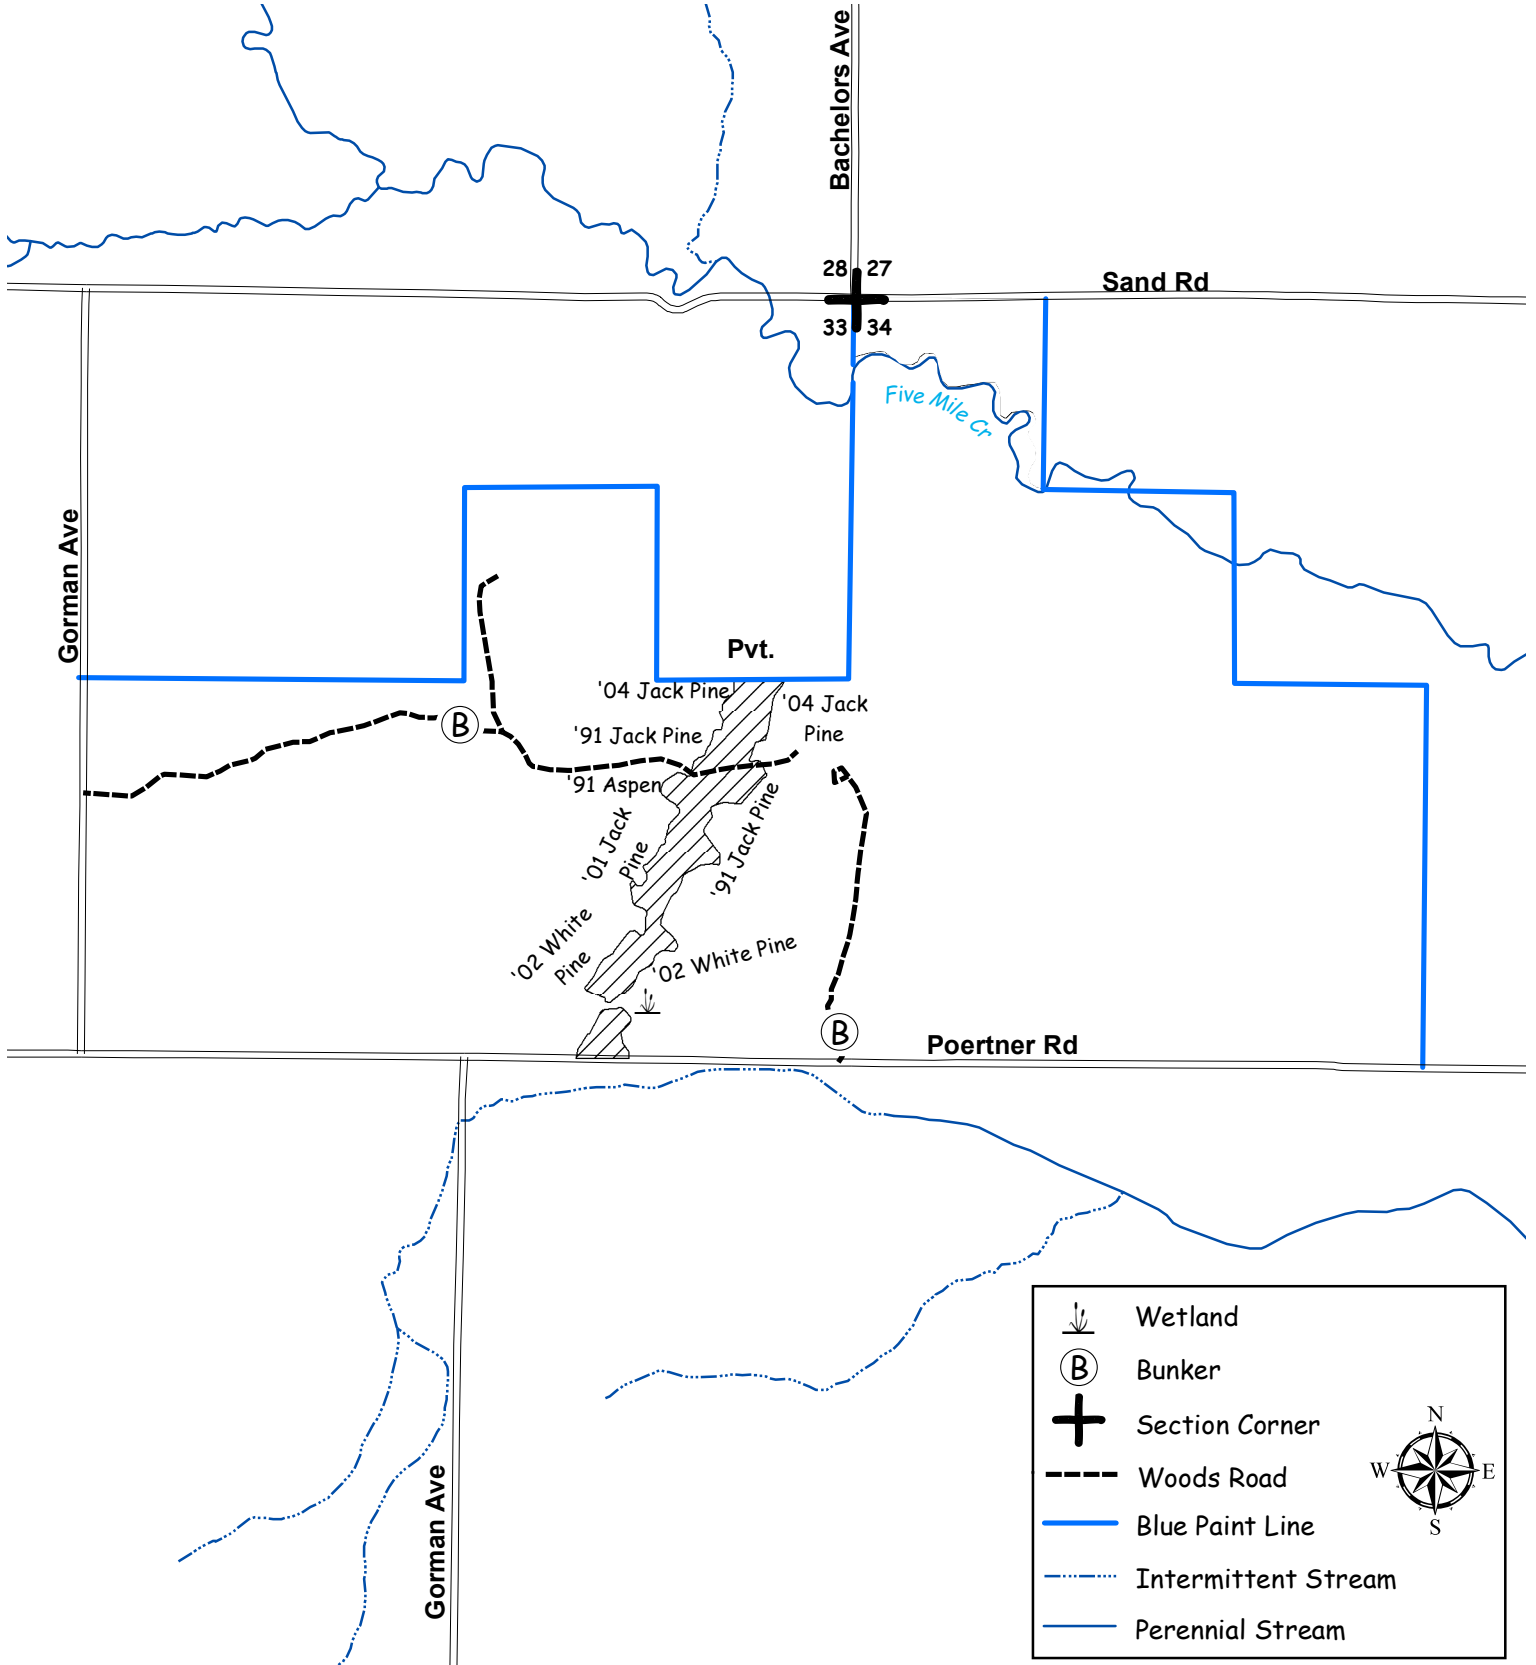 Bachelors Ave
28 27
33 34
Sand Rd
Five Mile Cr
Gorman Ave
Pvt.
'04 Jack Pine
'04 Jack
Pine
'91 Jack Pine
B
'91 Aspen
'01 Jack
Pine
'91 Jack Pine
'02 White
Pine
'02 White Pine
B
Poertner Rd
Gorman Ave
Wetland
B Bunker
Section Corner
Woods Road
Blue Paint Line
Intermittent Stream
Perennial Stream
N
W E
S